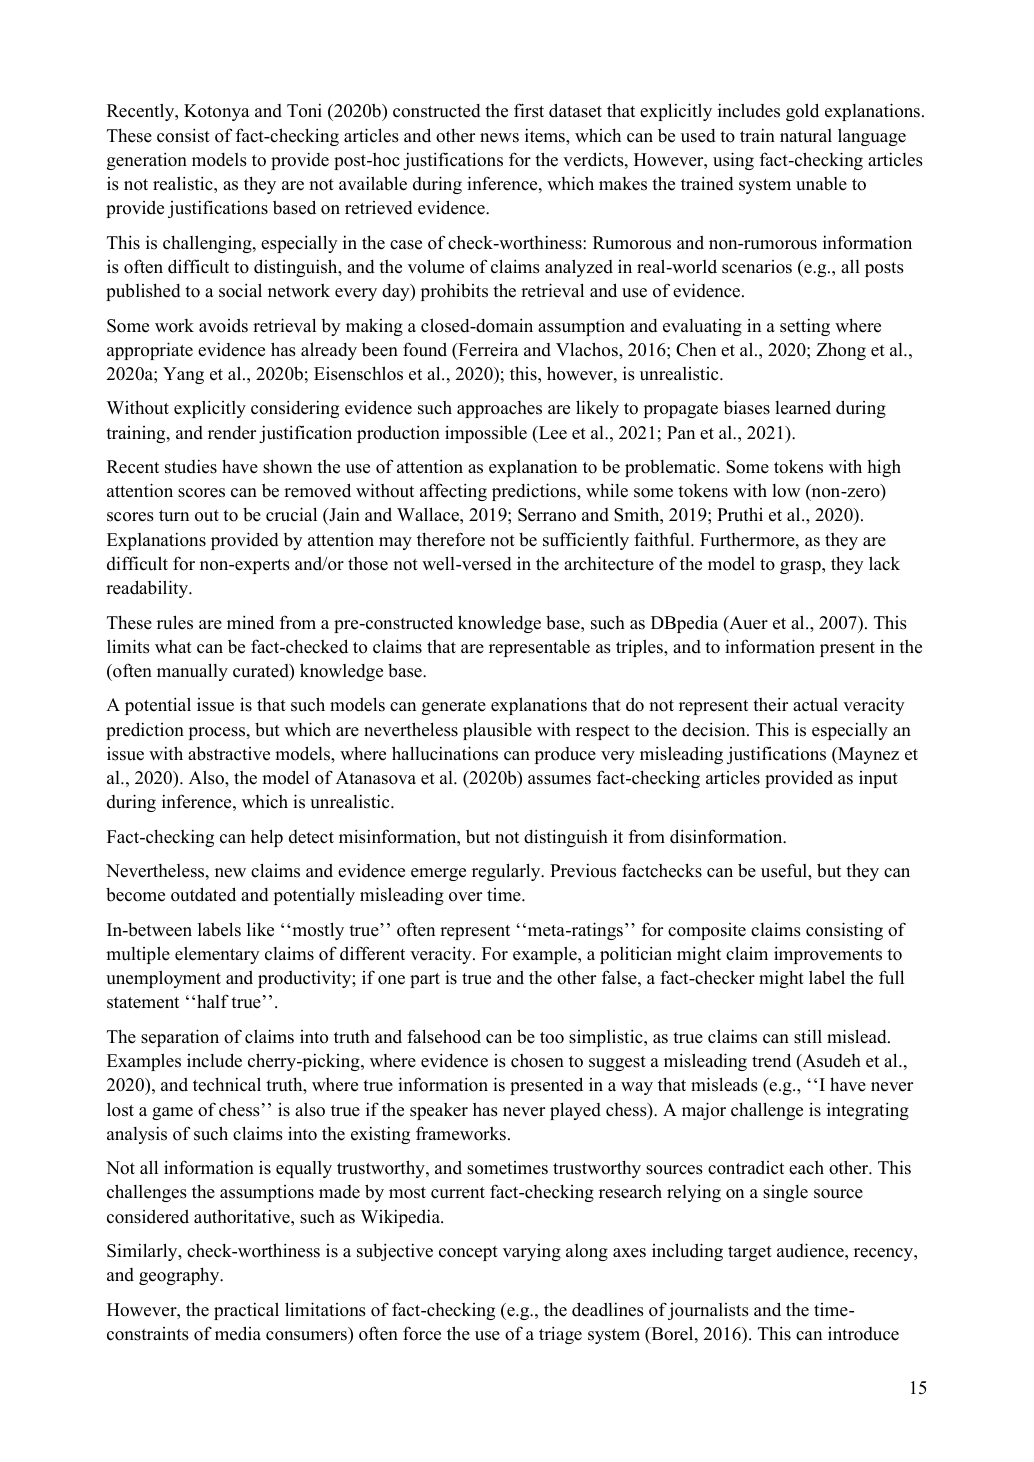 Recently, Kotonya and Toni (2020b) constructed the first dataset that explicitly includes gold explanations.
These consist of fact-checking articles and other news items, which can be used to train natural language
generation models to provide post-hoc justifications for the verdicts, However, using fact-checking articles
is not realistic, as they are not available during inference, which makes the trained system unable to
provide justifications based on retrieved evidence.
This is challenging, especially in the case of check-worthiness: Rumorous and non-rumorous information
is often difficult to distinguish, and the volume of claims analyzed in real-world scenarios (e.g., all posts
published to a social network every day) prohibits the retrieval and use of evidence.
Some work avoids retrieval by making a closed-domain assumption and evaluating in a setting where
appropriate evidence has already been found (Ferreira and Vlachos, 2016; Chen et al., 2020; Zhong et al.,
2020a; Yang et al., 2020b; Eisenschlos et al., 2020); this, however, is unrealistic.
Without explicitly considering evidence such approaches are likely to propagate biases learned during
training, and render justification production impossible (Lee et al., 2021; Pan et al., 2021).
Recent studies have shown the use of attention as explanation to be problematic. Some tokens with high
attention scores can be removed without affecting predictions, while some tokens with low (non-zero)
scores turn out to be crucial (Jain and Wallace, 2019; Serrano and Smith, 2019; Pruthi et al., 2020).
Explanations provided by attention may therefore not be sufficiently faithful. Furthermore, as they are
difficult for non-experts and/or those not well-versed in the architecture of the model to grasp, they lack
readability.
These rules are mined from a pre-constructed knowledge base, such as DBpedia (Auer et al., 2007). This
limits what can be fact-checked to claims that are representable as triples, and to information present in the
(often manually curated) knowledge base.
A potential issue is that such models can generate explanations that do not represent their actual veracity
prediction process, but which are nevertheless plausible with respect to the decision. This is especially an
issue with abstractive models, where hallucinations can produce very misleading justifications (Maynez et
al., 2020). Also, the model of Atanasova et al. (2020b) assumes fact-checking articles provided as input
during inference, which is unrealistic.
Fact-checking can help detect misinformation, but not distinguish it from disinformation.
Nevertheless, new claims and evidence emerge regularly. Previous factchecks can be useful, but they can
become outdated and potentially misleading over time.
In-between labels like ‘‘mostly true’’ often represent ‘‘meta-ratings’’ for composite claims consisting of
multiple elementary claims of different veracity. For example, a politician might claim improvements to
unemployment and productivity; if one part is true and the other false, a fact-checker might label the full
statement ‘‘half true’’.
The separation of claims into truth and falsehood can be too simplistic, as true claims can still mislead.
Examples include cherry-picking, where evidence is chosen to suggest a misleading trend (Asudeh et al.,
2020), and technical truth, where true information is presented in a way that misleads (e.g., ‘‘I have never
lost a game of chess’’ is also true if the speaker has never played chess). A major challenge is integrating
analysis of such claims into the existing frameworks.
Not all information is equally trustworthy, and sometimes trustworthy sources contradict each other. This
challenges the assumptions made by most current fact-checking research relying on a single source
considered authoritative, such as Wikipedia.
Similarly, check-worthiness is a subjective concept varying along axes including target audience, recency,
and geography.
However, the practical limitations of fact-checking (e.g., the deadlines of journalists and the time-
constraints of media consumers) often force the use of a triage system (Borel, 2016). This can introduce
15